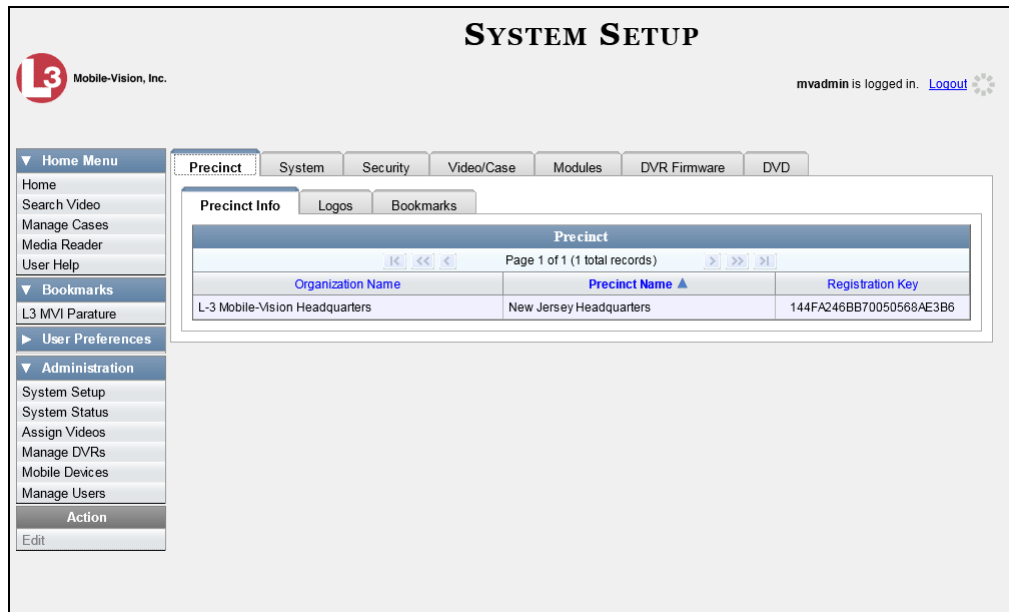 SYSTEM SETUP
L3 Mobile-Vision, Inc.
mvadmin is logged in. Logout
▼ Home Menu
Home
Search Video
Manage Cases
Media Reader
User Help
▼ Bookmarks
L3 MVI Parature
▶ User Preferences
▼ Administration
System Setup
System Status
Assign Videos
Manage DVRs
Mobile Devices
Manage Users
Action
Edit
Precinct System Security Video/Case Modules DVR Firmware DVD
Precinct Info Logos Bookmarks
Precinct
|< << < Page 1 of 1 (1 total records) > >> >|
Organization Name Precinct Name ▲ Registration Key
L-3 Mobile-Vision Headquarters New Jersey Headquarters 144FA246BB70050568AE3B6